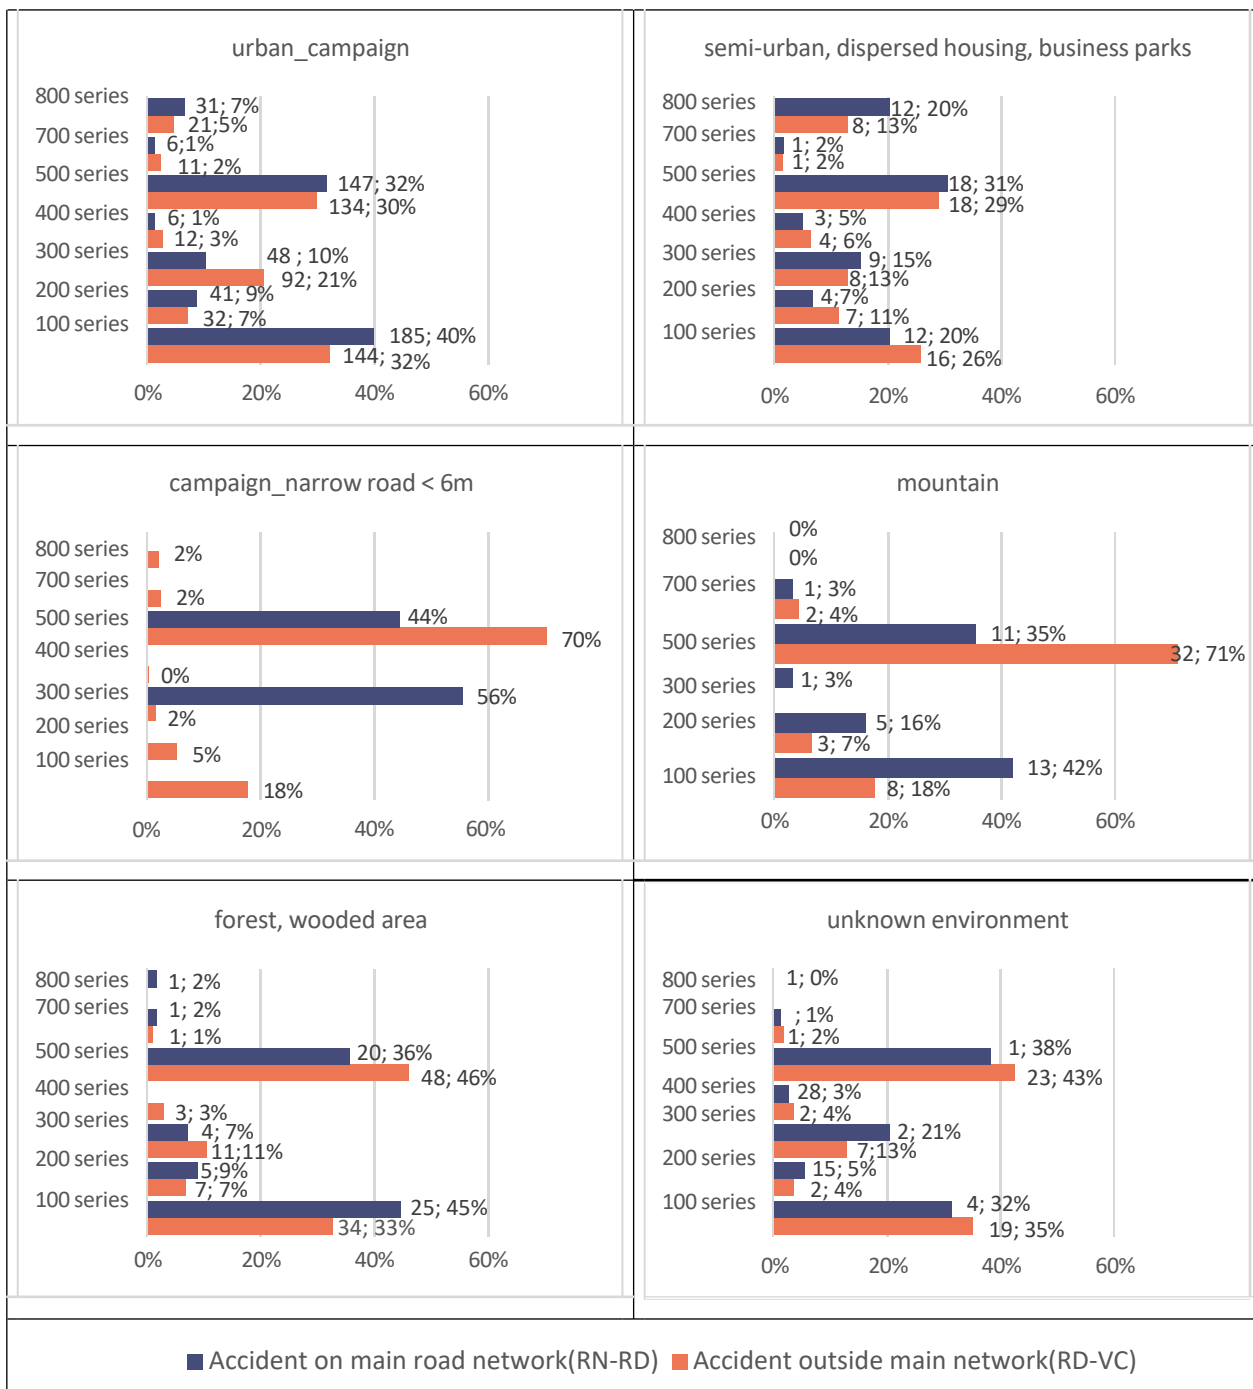 urban_campaign
800 series
31; 7%
21;5%
700 series
6;1%
11; 2%
500 series
147; 32%
134; 30%
400 series
6; 1%
12; 3%
300 series
48 ; 10%
92; 21%
200 series
41; 9%
32; 7%
100 series
185; 40%
144; 32%
0% 20% 40% 60%
semi-urban, dispersed housing, business parks
800 series
12; 20%
8; 13%
700 series
1; 2%
1; 2%
500 series
18; 31%
18; 29%
400 series
3; 5%
4; 6%
300 series
9; 15%
8;13%
200 series
4;7%
7; 11%
100 series
12; 20%
16; 26%
0% 20% 40% 60%
campaign_narrow road < 6m
800 series
2%
700 series
2%
500 series
44%
70%
400 series
0%
300 series
56%
2%
200 series
5%
100 series
18%
0% 20% 40% 60%
mountain
800 series
0%
0%
700 series
1; 3%
2; 4%
500 series
11; 35%
32; 71%
300 series
1; 3%
200 series
5; 16%
3; 7%
100 series
13; 42%
8; 18%
0% 20% 40% 60%
forest, wooded area
800 series
1; 2%
700 series
1; 2%
1; 1%
500 series
20; 36%
48; 46%
400 series
3; 3%
300 series
4; 7%
11;11%
200 series
5;9%
7; 7%
100 series
25; 45%
34; 33%
0% 20% 40% 60%
unknown environment
800 series
1; 0%
700 series
; 1%
1; 2%
500 series
1; 38%
23; 43%
400 series
28; 3%
300 series
2; 4%
2; 21%
7;13%
200 series
15; 5%
2; 4%
100 series
4; 32%
19; 35%
0% 20% 40% 60%
Accident on main road network(RN-RD) Accident outside main network(RD-VC)